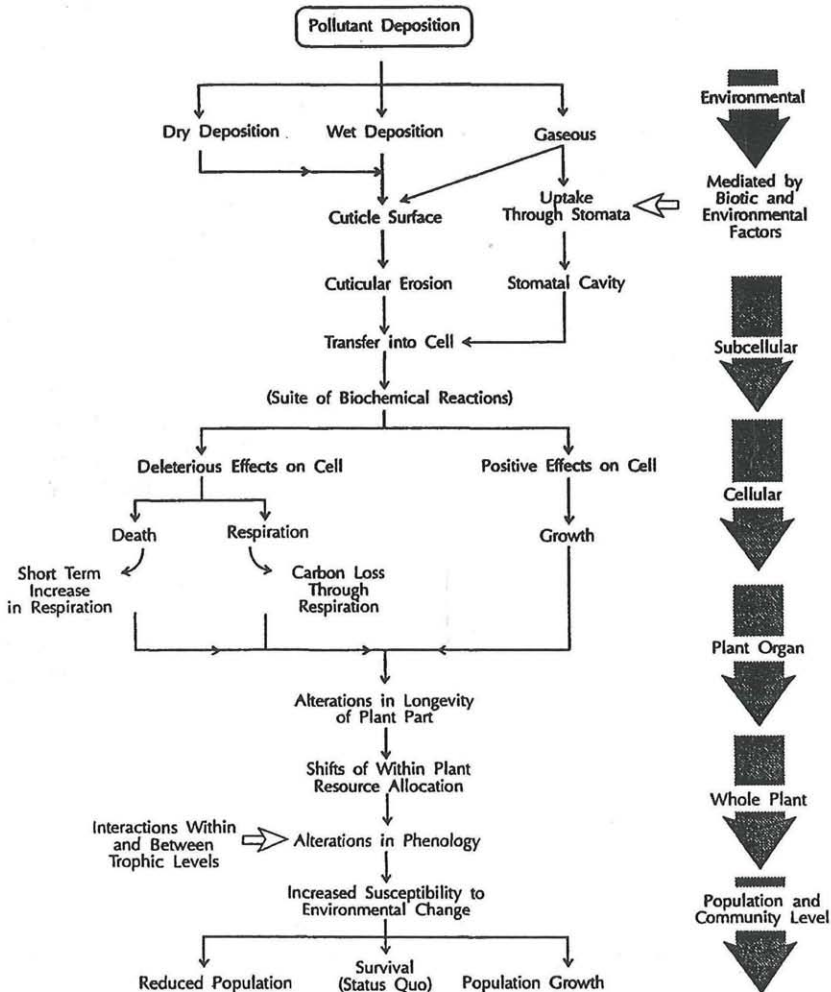 Pollutant Deposition
Environmental
Dry Deposition
Wet Deposition
Gaseous
Mediated by
Biotic and
Environmental
Factors
Uptake
Through Stomata
Cuticle Surface
Cuticular Erosion
Stomatal Cavity
Transfer into Cell
Subcellular
(Suite of Biochemical Reactions)
Deleterious Effects on Cell
Positive Effects on Cell
Cellular
Death
Respiration
Growth
Short Term
Increase
in Respiration
Carbon Loss
Through
Respiration
Plant Organ
Alterations in Longevity
of Plant Part
Shifts of Within Plant
Resource Allocation
Whole Plant
Interactions Within
and Between
Trophic Levels
Alterations in Phenology
Increased Susceptibility to
Environmental Change
Population and
Community Level
Reduced Population
Survival
(Status Quo)
Population Growth